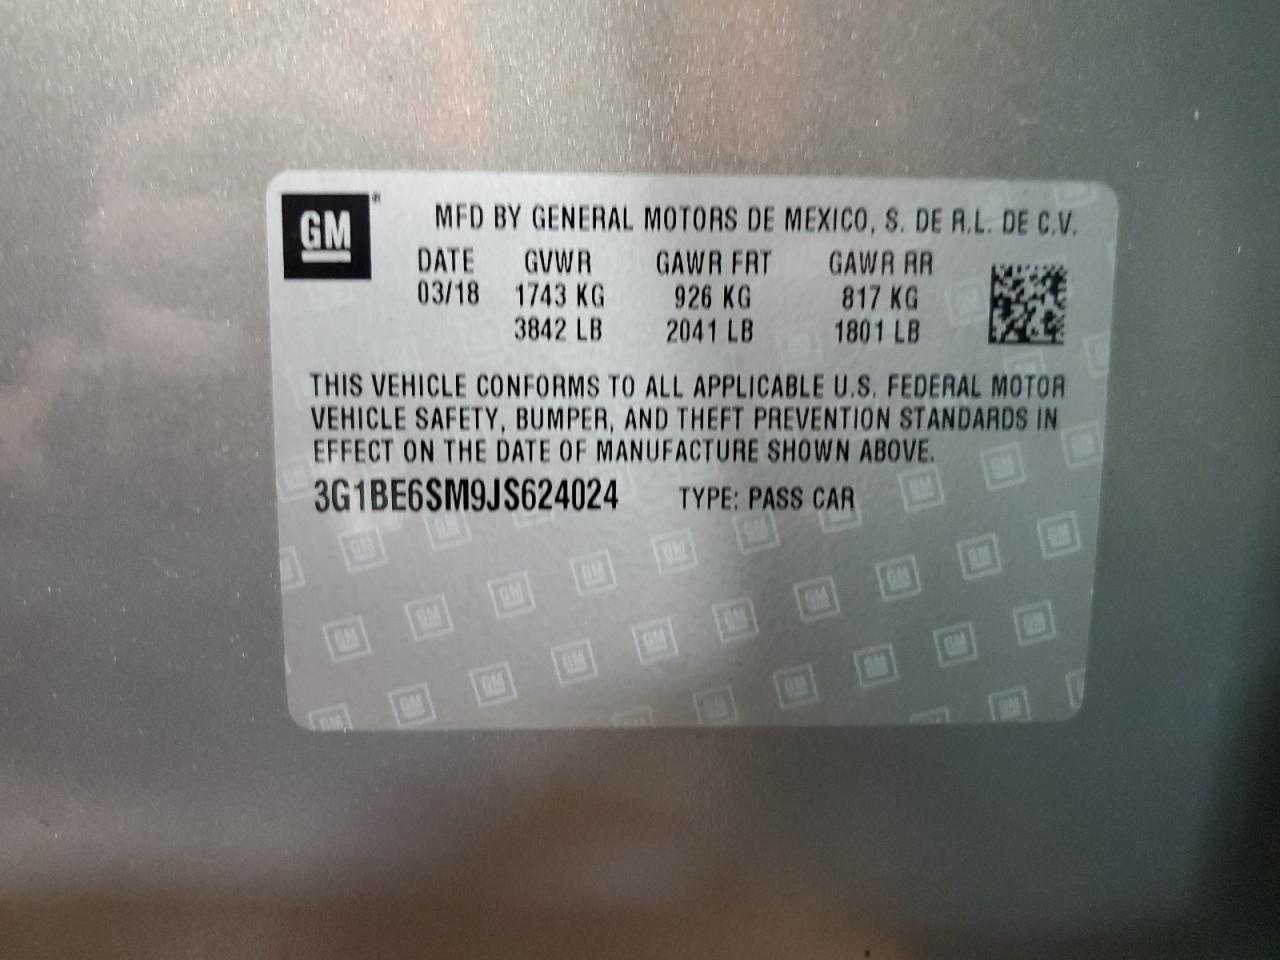 GM®
MFD BY GENERAL MOTORS DE MEXICO, S. DE R.L. DE C.V.
DATE GVWR GAWR FRT GAWR RR
03/18 1743 KG 926 KG 817 KG
3842 LB 2041 LB 1801 LB
THIS VEHICLE CONFORMS TO ALL APPLICABLE U.S. FEDERAL MOTOR
VEHICLE SAFETY, BUMPER, AND THEFT PREVENTION STANDARDS IN
EFFECT ON THE DATE OF MANUFACTURE SHOWN ABOVE.
3G1BE6SM9JS624024 TYPE: PASS CAR